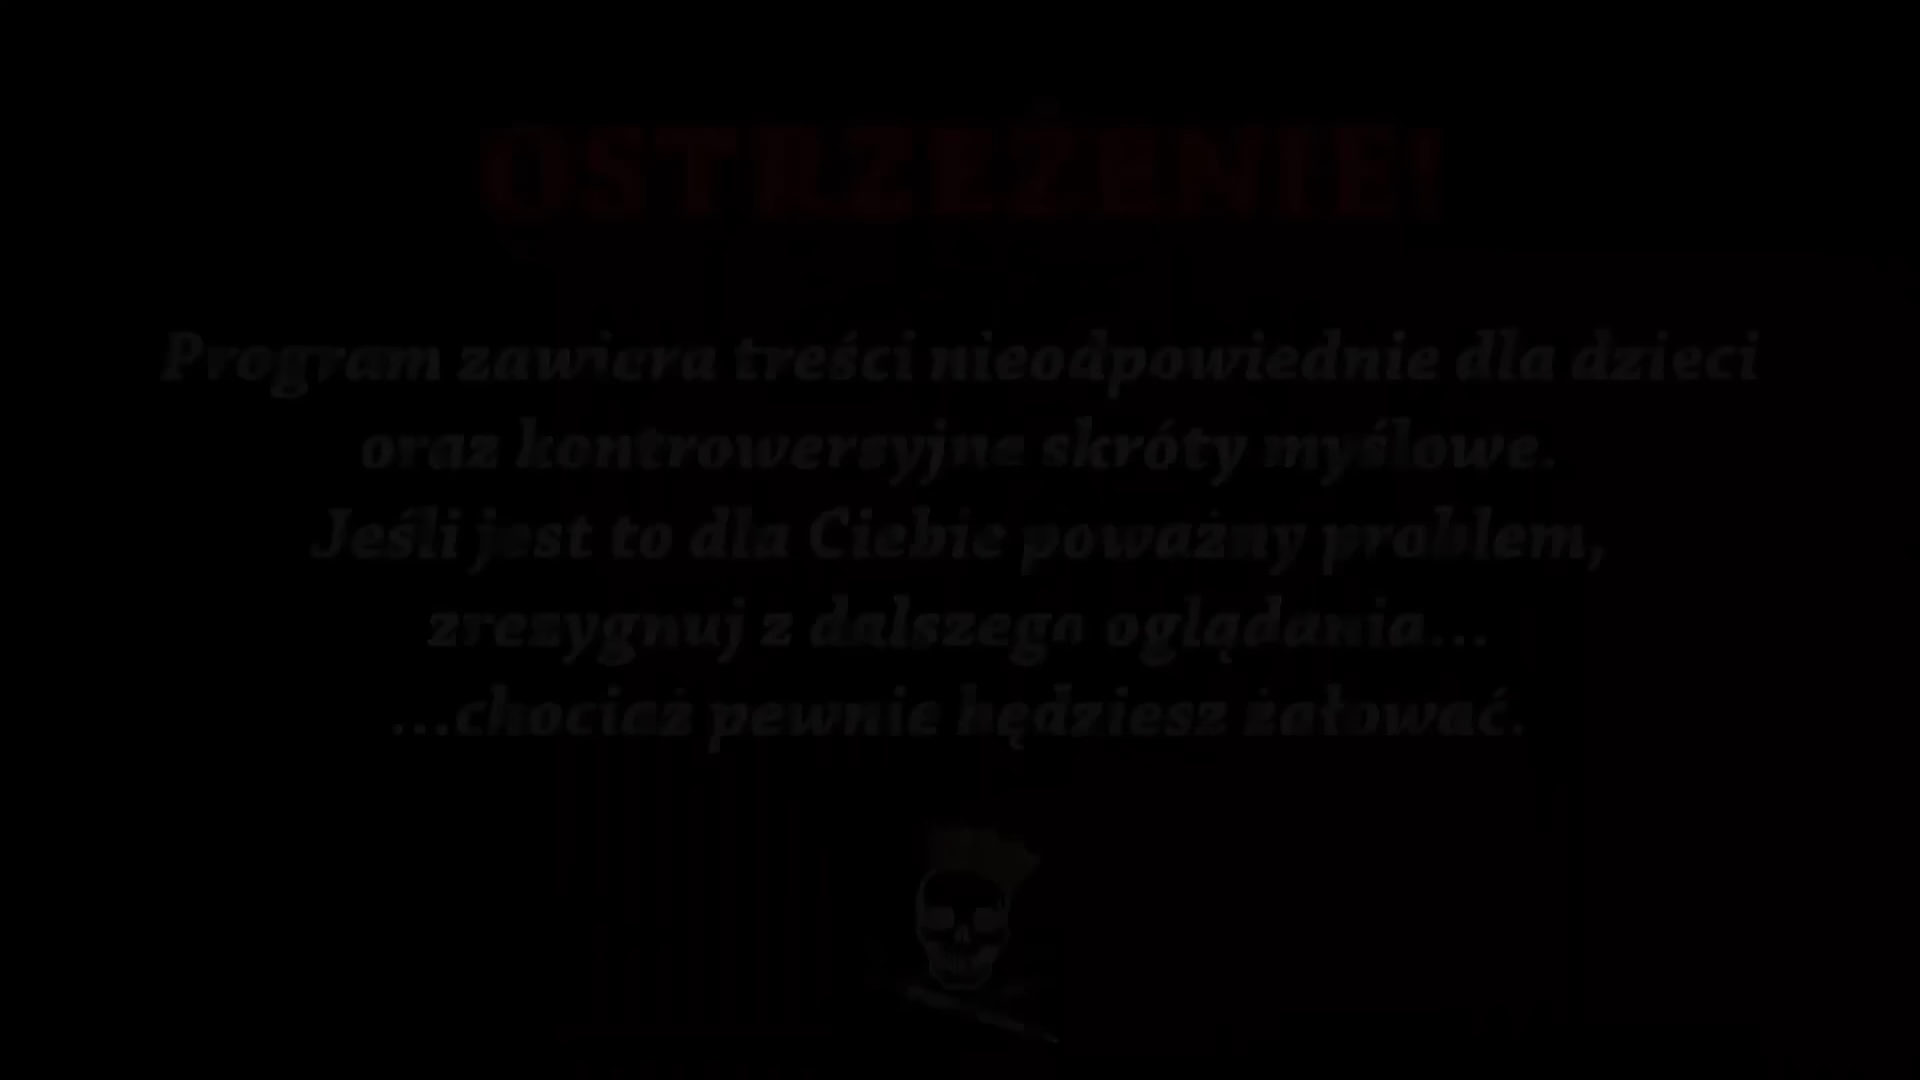 OSTRZEŻENIE!
Program zawiera treści nieodpowiednie dla dzieci
oraz kontrowersyjne skróty myślowe.
Jeśli jest to dla Ciebie poważny problem,
zrezygnuj z dalszego oglądania...
...chociaż pewnie będziesz żałować.